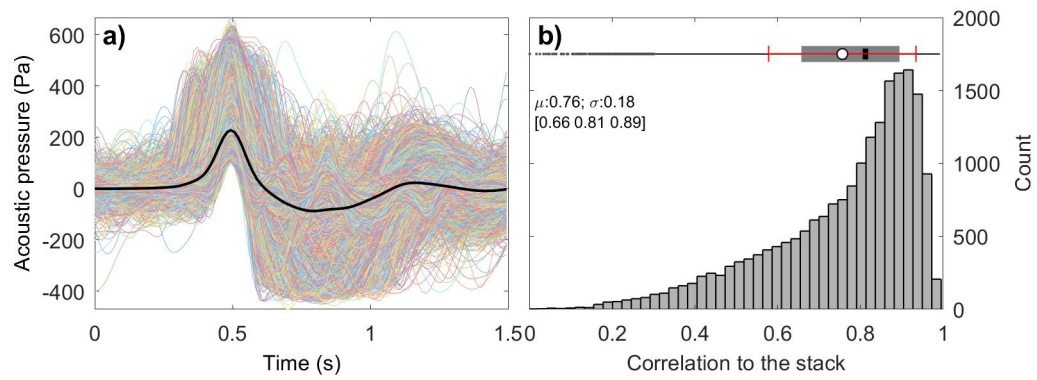 a)
600
400
200
0
-200
-400
Acoustic pressure (Pa)
0
0.5
1
1.5
Time (s)
b)
μ:0.76; σ:0.18
[0.66 0.81 0.89]
2000
1500
1000
500
0
Count
0
0.2
0.4
0.6
0.8
1
Correlation to the stack